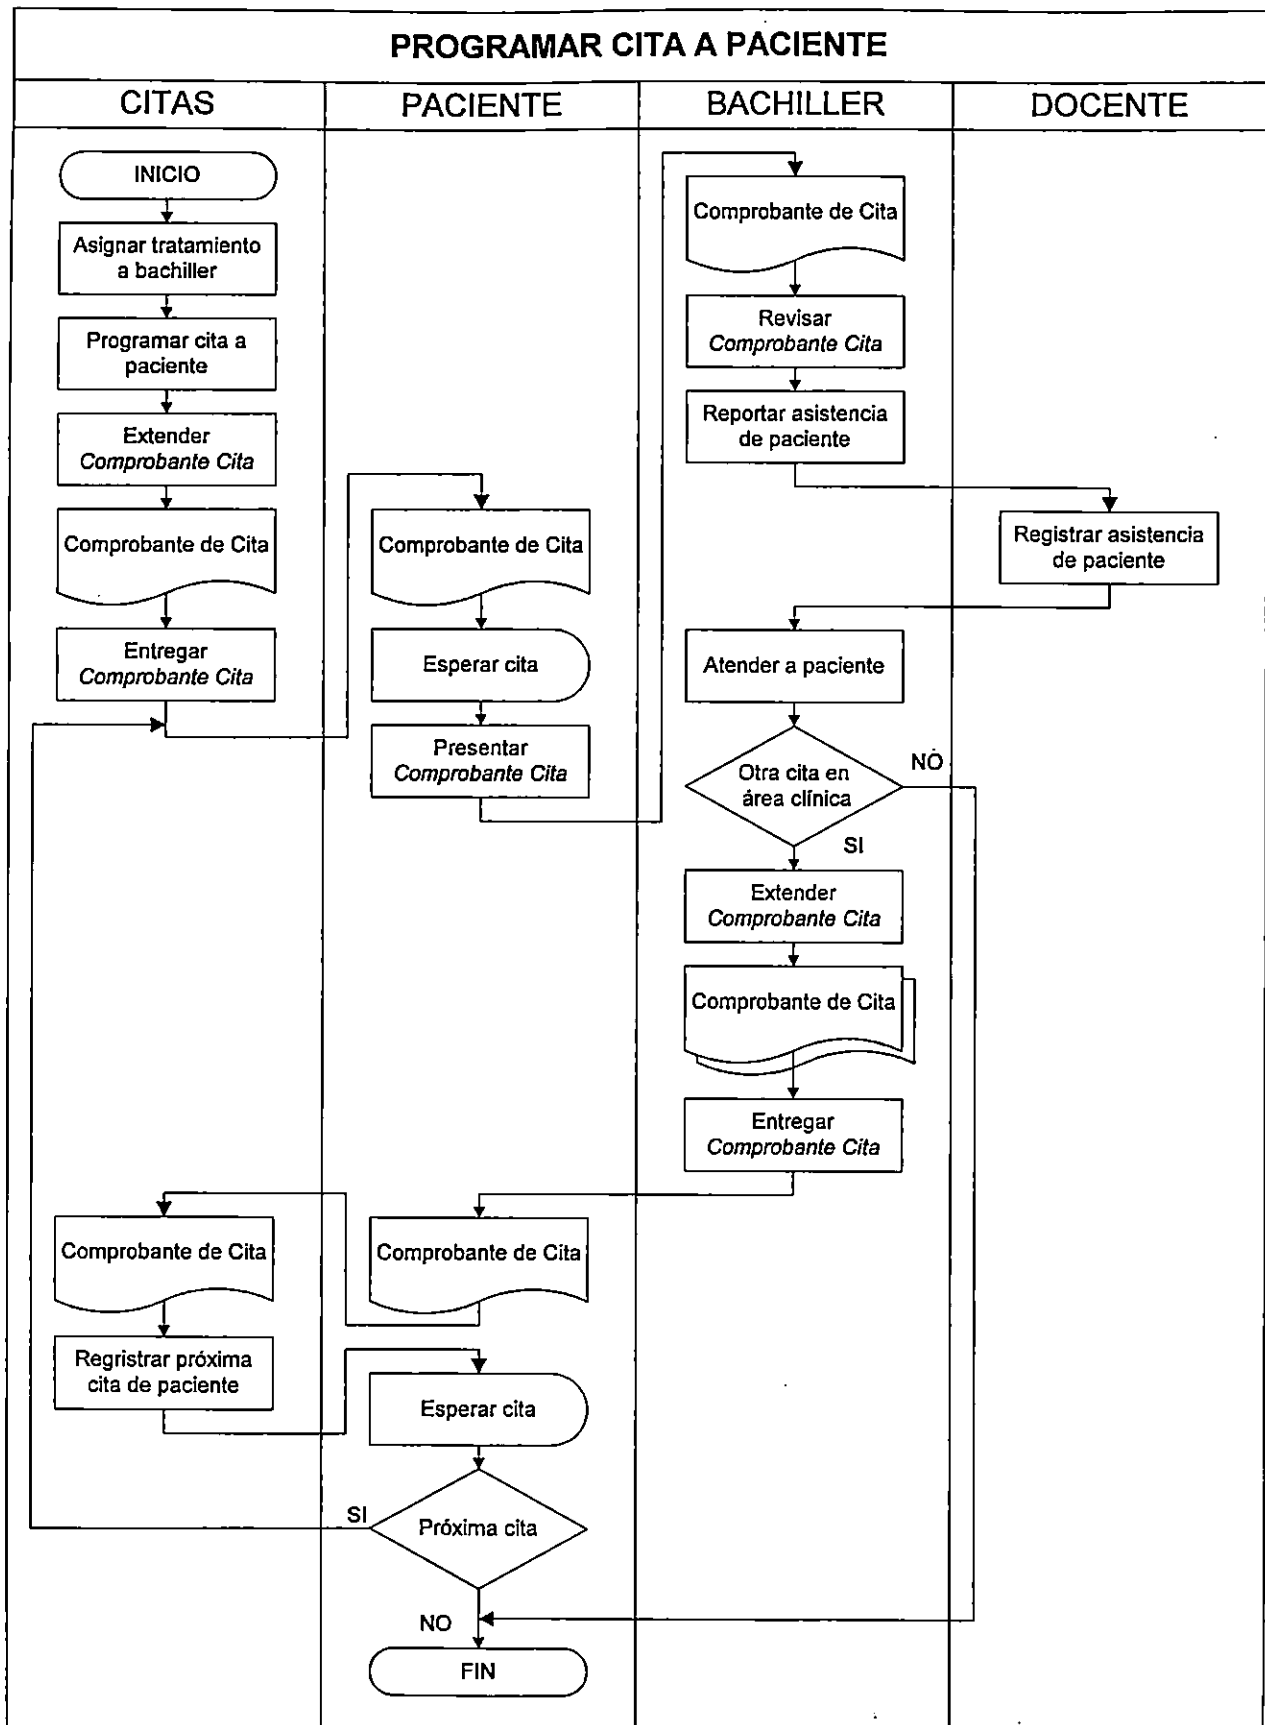 PROGRAMAR CITA A PACIENTE
CITAS
PACIENTE
BACHILLER
DOCENTE
INICIO
Asignar tratamiento
a bachiller
Programar cita a
paciente
Extender
Comprobante Cita
Comprobante de Cita
Entregar
Comprobante Cita
Comprobante de Cita
Esperar cita
Presentar
Comprobante Cita
Comprobante de Cita
Revisar
Comprobante Cita
Reportar asistencia
de paciente
Registrar asistencia
de paciente
Atender a paciente
Otra cita en
área clínica
NO
SI
Extender
Comprobante Cita
Comprobante de Cita
Entregar
Comprobante Cita
Comprobante de Cita
Comprobante de Cita
Regristrar próxima
cita de paciente
Esperar cita
Próxima cita
SI
NO
FIN